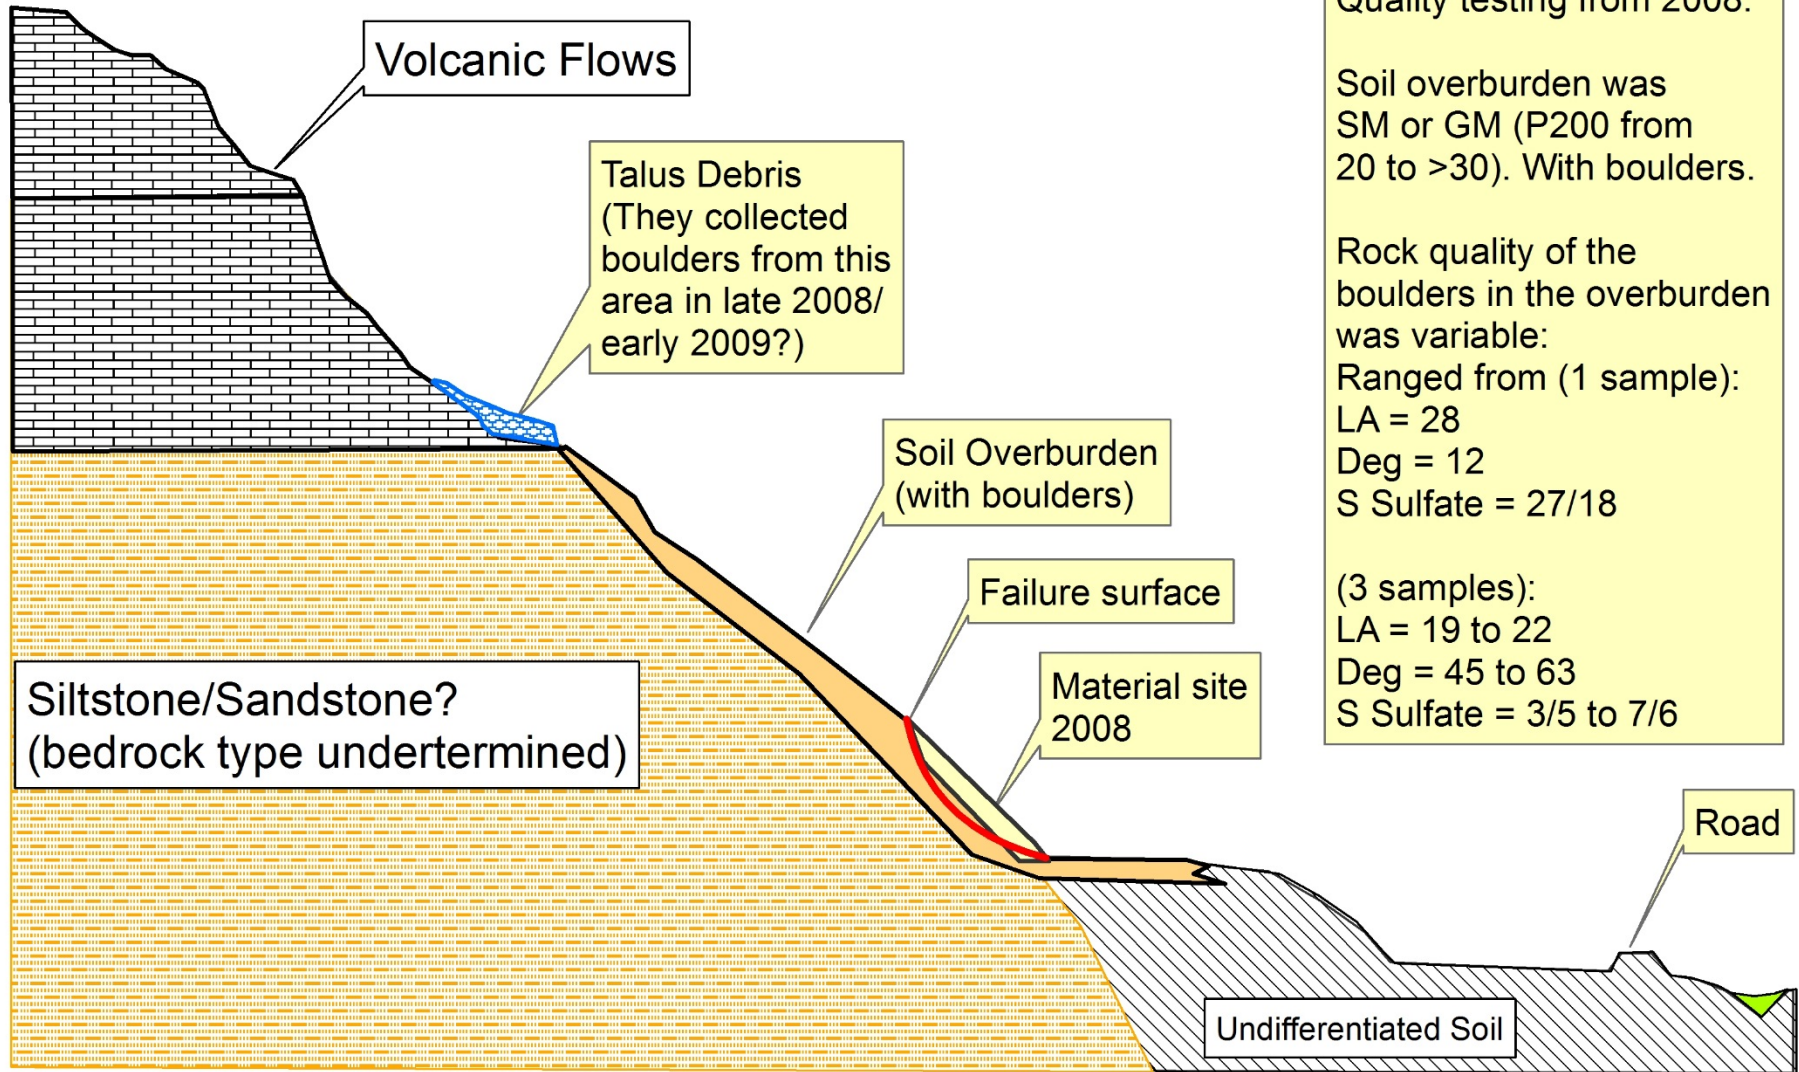 Quality testing from 2008.
Soil overburden was
SM or GM (P200 from
20 to >30). With boulders.
Rock quality of the
boulders in the overburden
was variable:
Ranged from (1 sample):
LA = 28
Deg = 12
S Sulfate = 27/18
(3 samples):
LA = 19 to 22
Deg = 45 to 63
S Sulfate = 3/5 to 7/6
Volcanic Flows
Talus Debris
(They collected
boulders from this
area in late 2008/
early 2009?)
Soil Overburden
(with boulders)
Failure surface
Material site
2008
Siltstone/Sandstone?
(bedrock type undertermined)
Road
Undifferentiated Soil